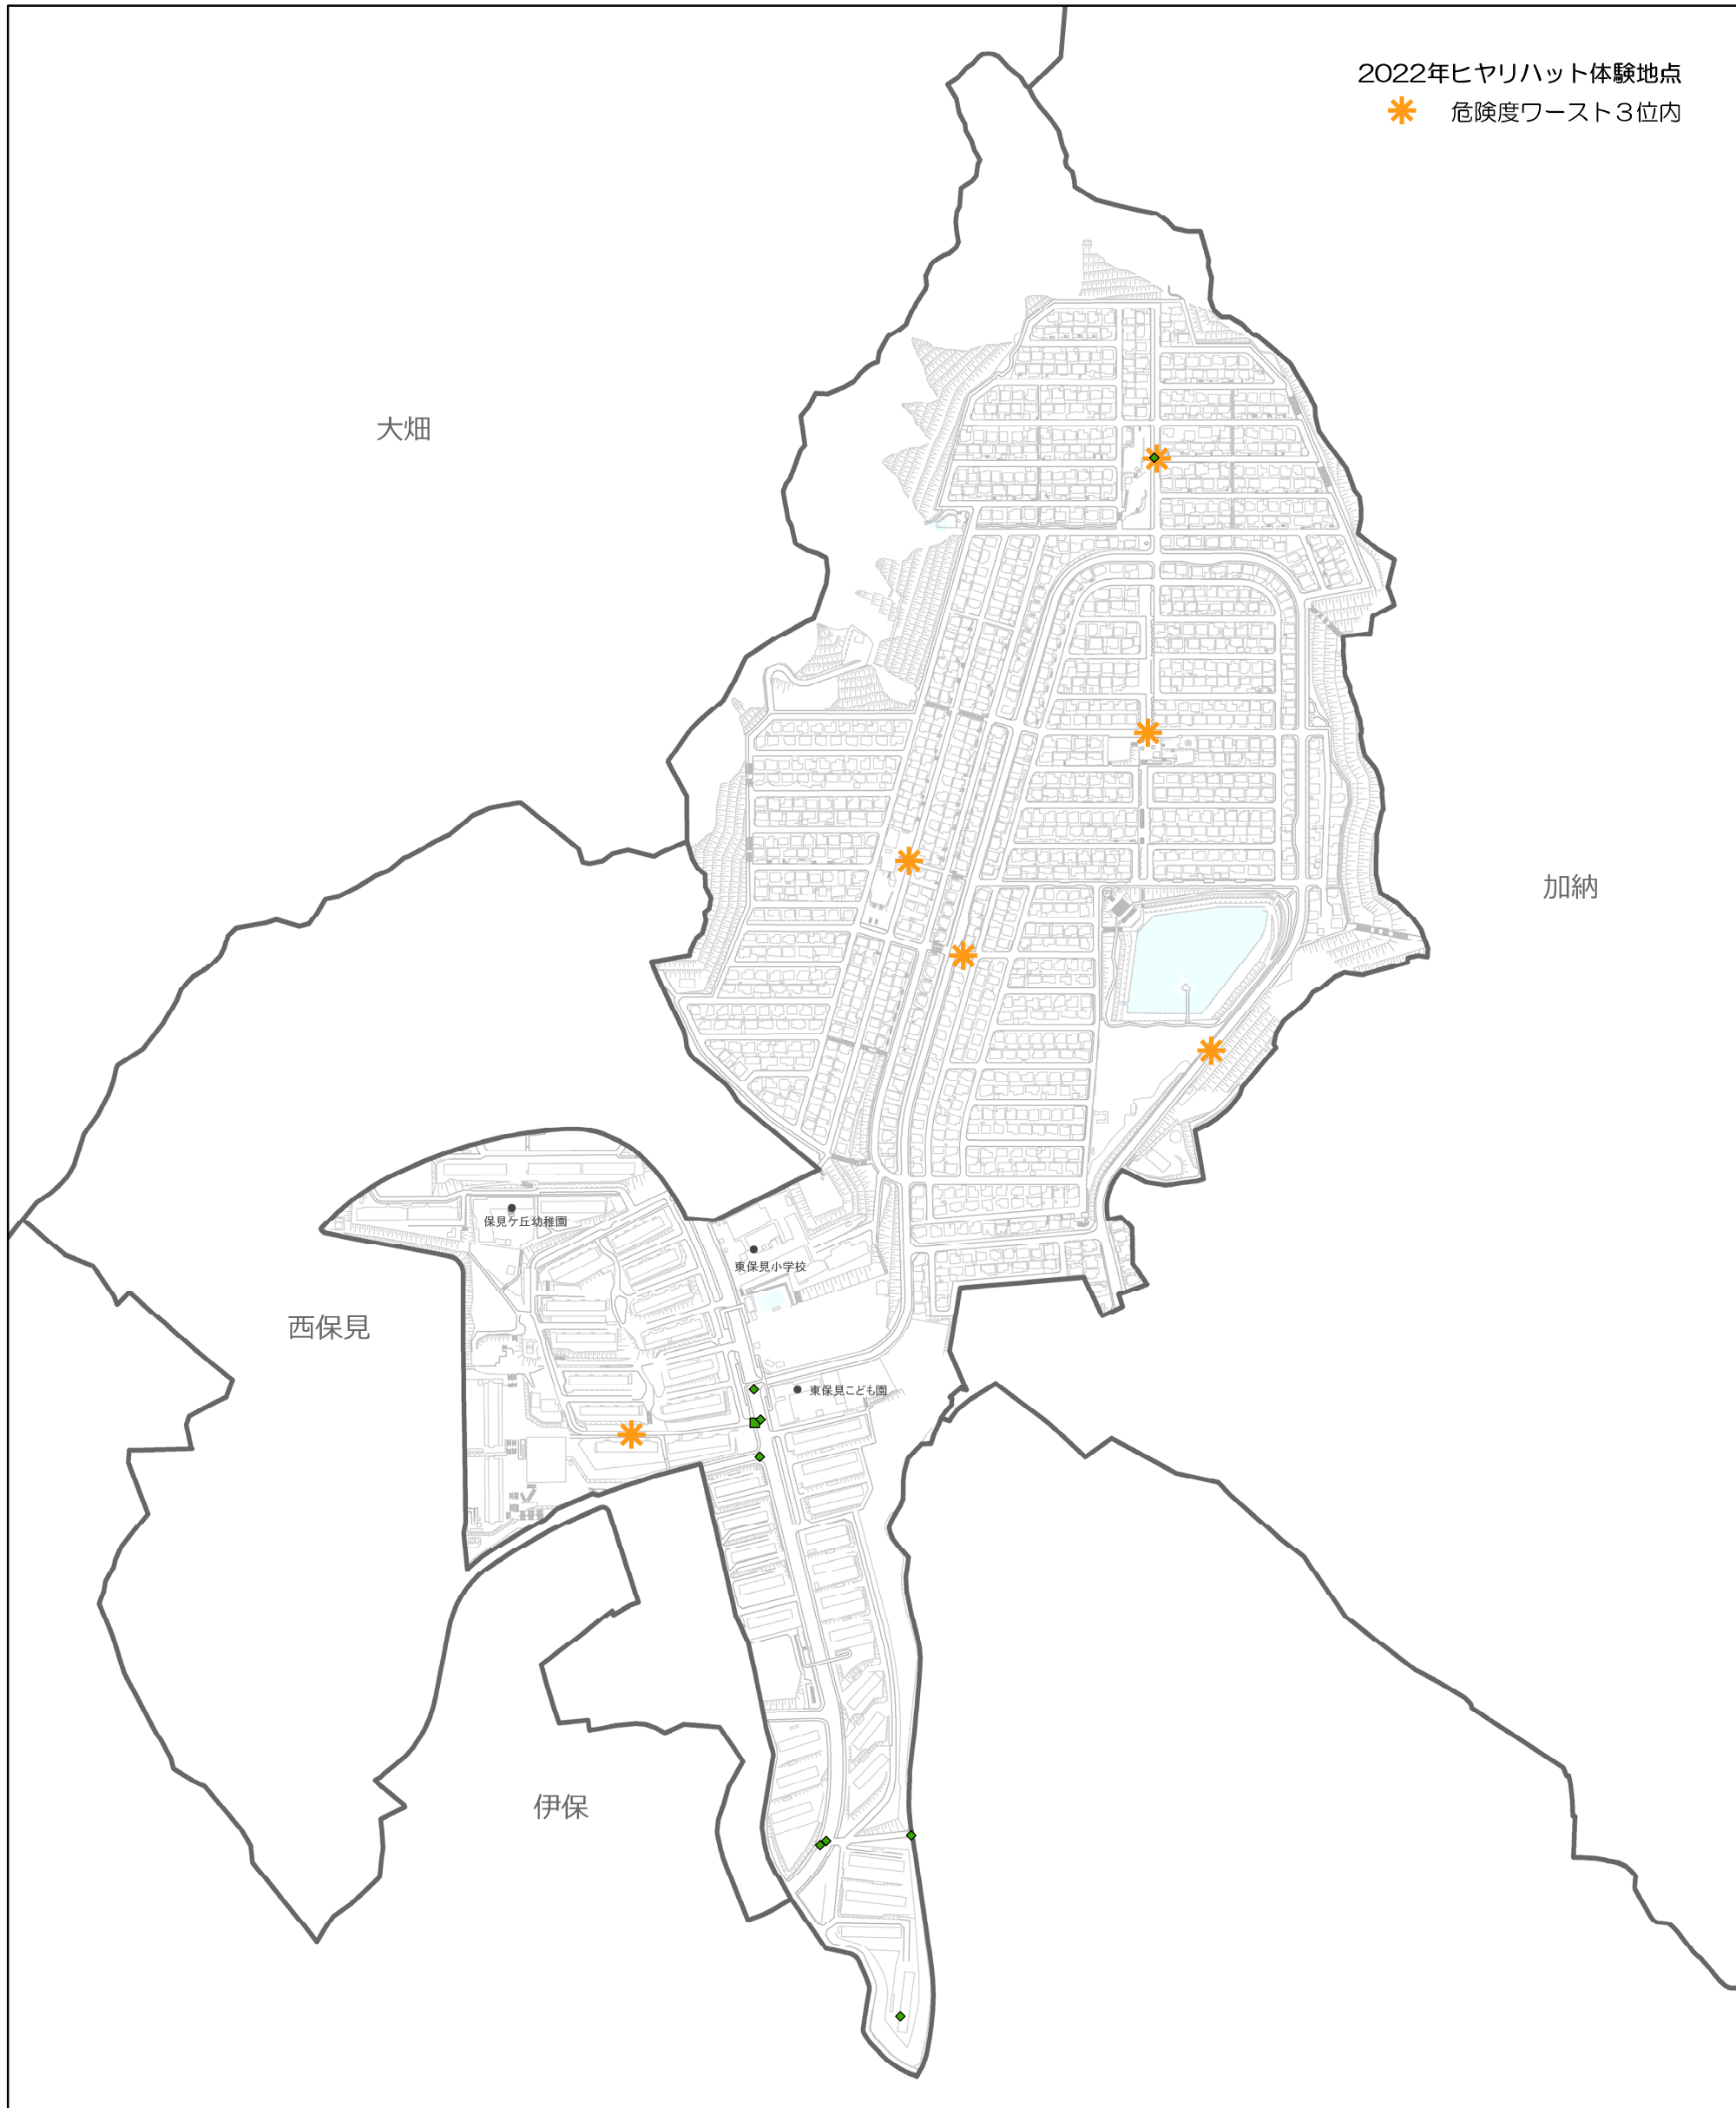 2022年ヒヤリハット体験地点
危険度ワースト３位内
大畑
加納
保見ケ丘幼稚園
東保見小学校
西保見
東保見こども園
伊保